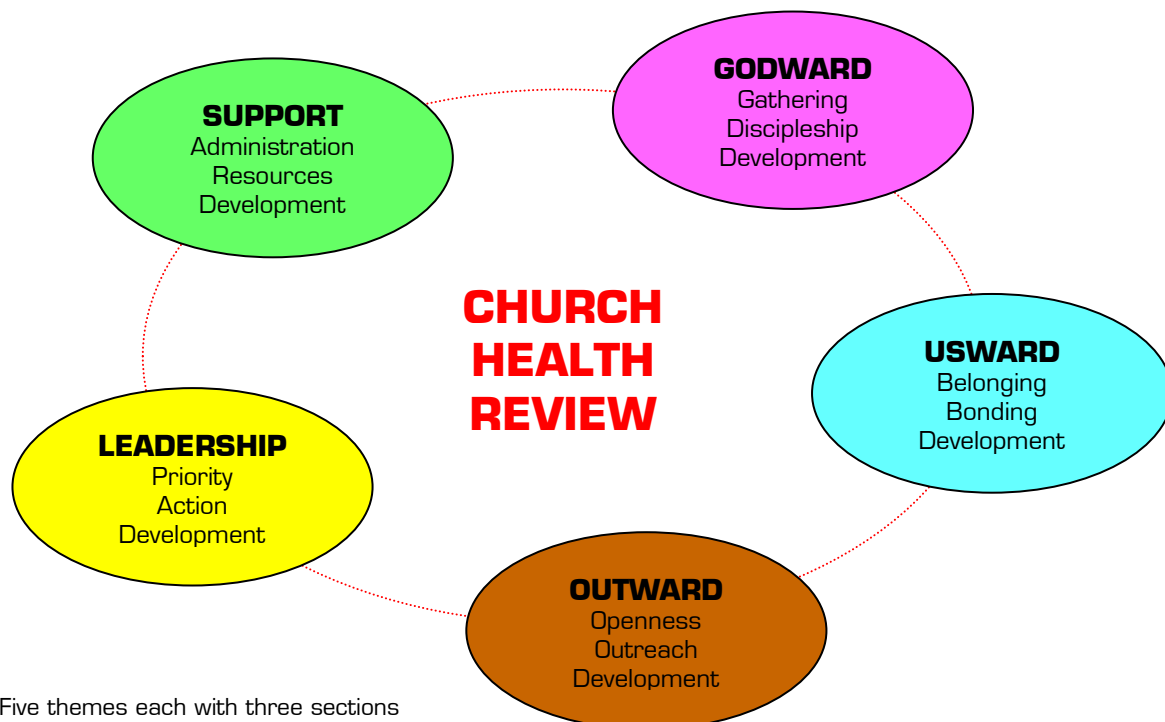 GODWARD
Gathering
Discipleship
Development
SUPPORT
Administration
Resources
Development
CHURCH
HEALTH
REVIEW
USWARD
Belonging
Bonding
Development
LEADERSHIP
Priority
Action
Development
OUTWARD
Openness
Outreach
Development
Five themes each with three sections